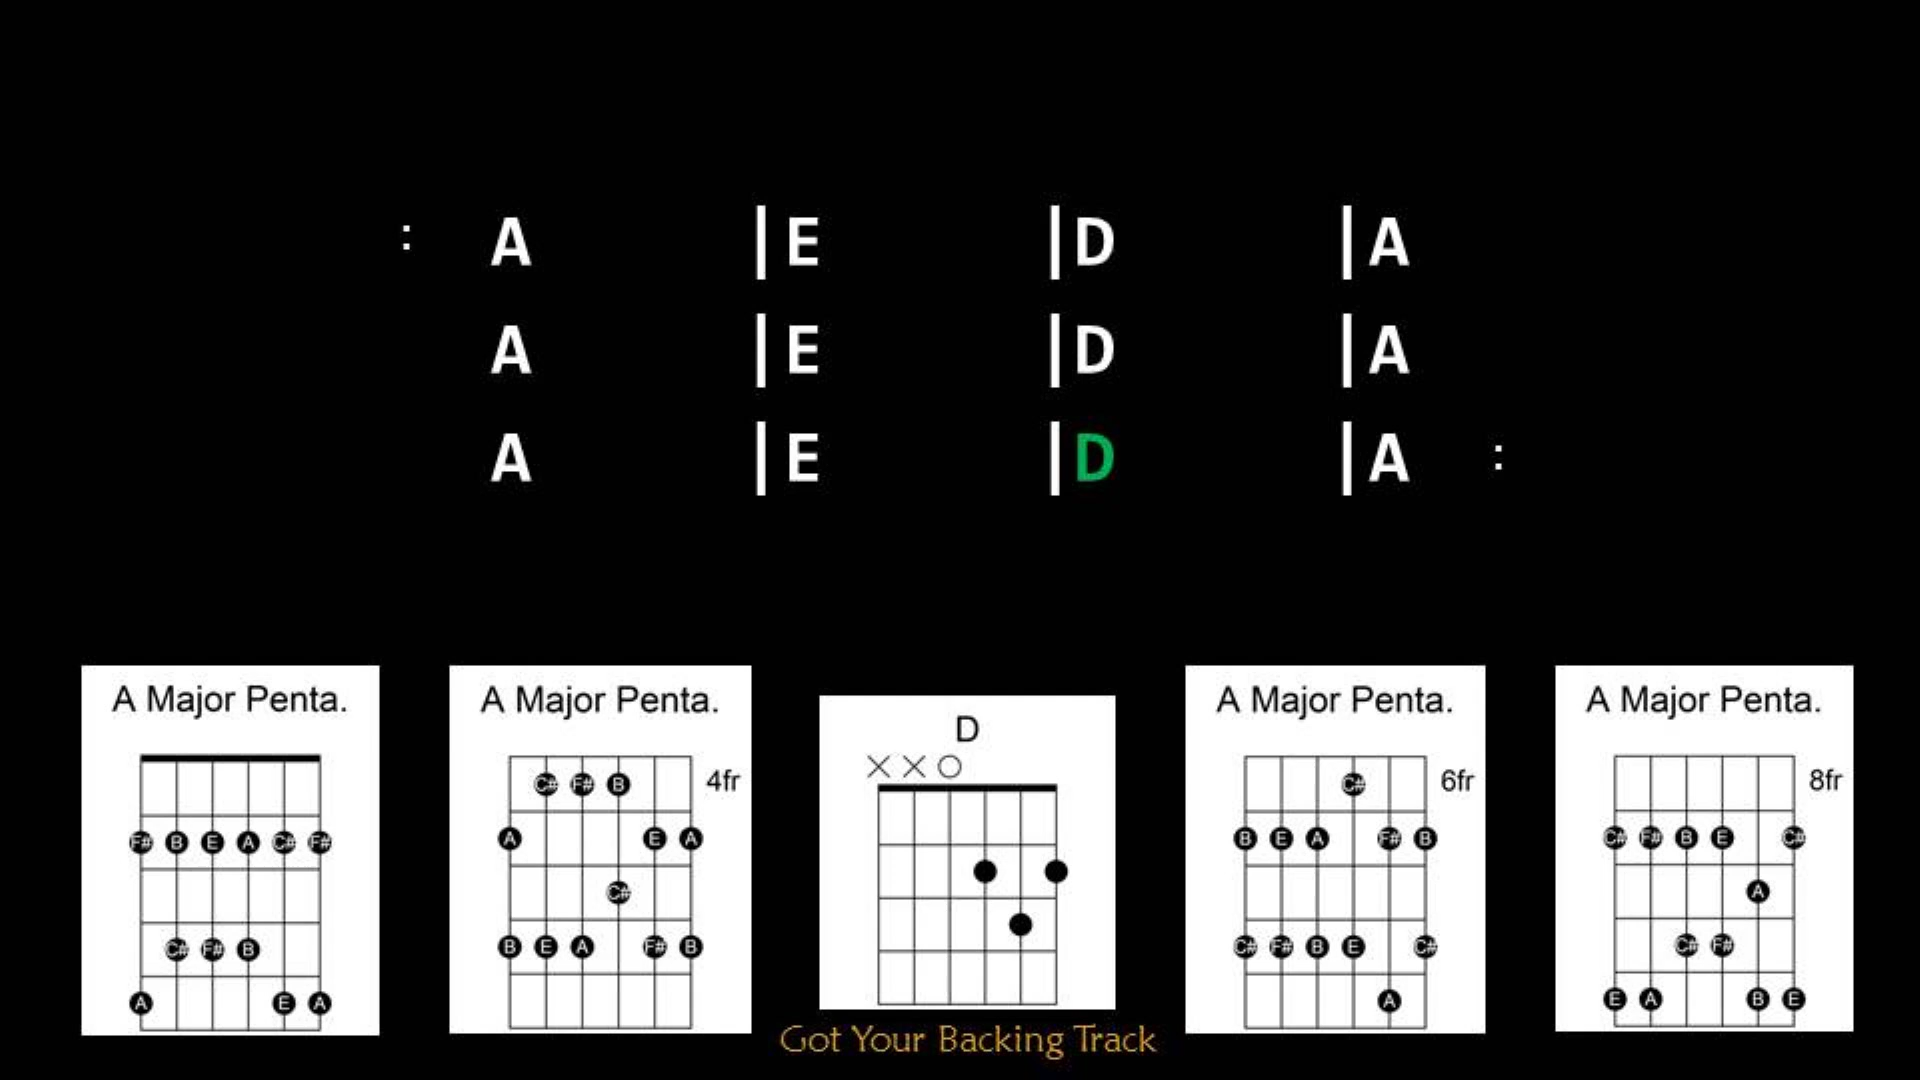 : A | E | D | A
A | E | D | A
A | E | D | A :
A Major Penta.
F# B E A C# F#
C# F# B
A E A
A Major Penta.
4fr
C# F# B
A E A
C#
B E A F# B
D
A Major Penta.
6fr
C#
B E A F# B
C# F# B E C#
A
A Major Penta.
8fr
C# F# B E C#
A
C# F#
E A B E
Got Your Backing Track